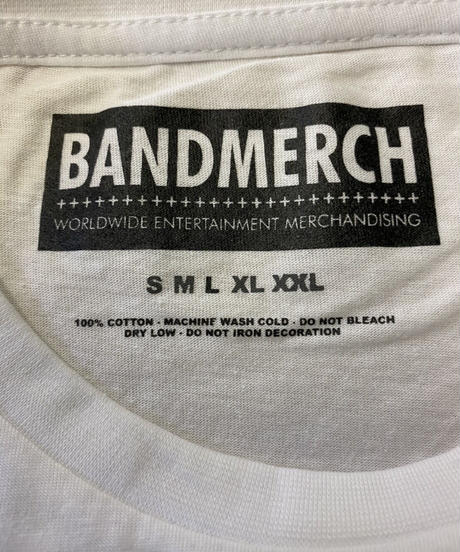 BANDMERCH
++++++++++++++++++++++++++++++
WORLDWIDE ENTERTAINMENT MERCHANDISING
S M L XL XXL
100% COTTON - MACHINE WASH COLD - DO NOT BLEACH
DRY LOW - DO NOT IRON DECORATION